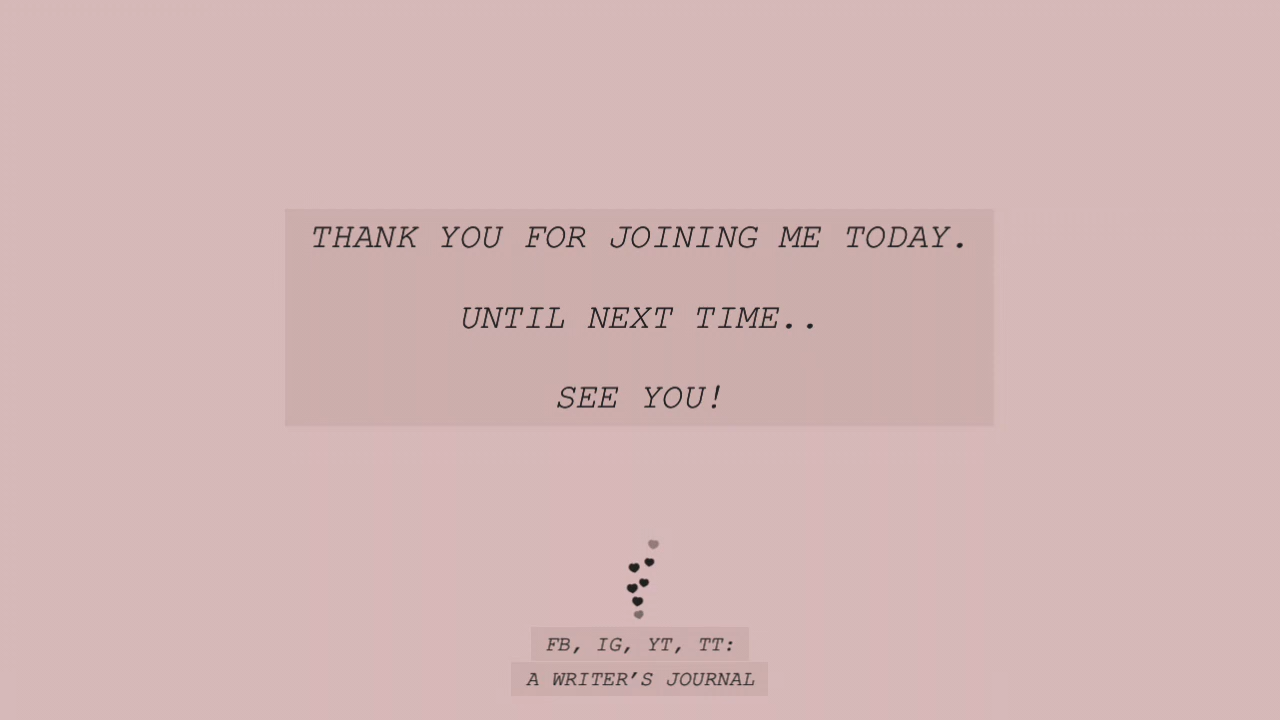 THANK YOU FOR JOINING ME TODAY.
UNTIL NEXT TIME..
SEE YOU!
FB, IG, YT, TT:
A WRITER'S JOURNAL